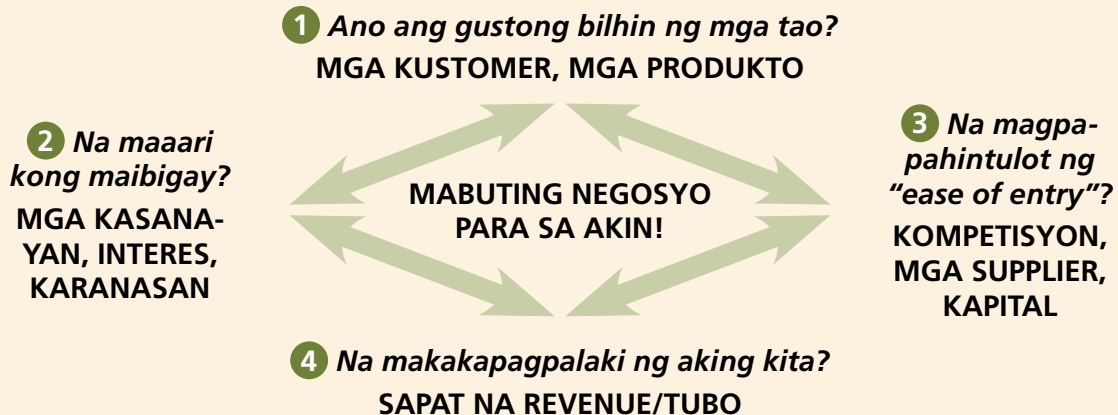 1 Ano ang gustong bilhin ng mga tao?
MGA KUSTOMER, MGA PRODUKTO
2 Na maaari
kong maibigay?
MGA KASANA-
YAN, INTERES,
KARANASAN
MABUTING NEGOSYO
PARA SA AKIN!
3 Na magpa-
pahintulot ng
“ease of entry”?
KOMPETISYON,
MGA SUPPLIER,
KAPITAL
4 Na makakapagpalaki ng aking kita?
SAPAT NA REVENUE/TUBO